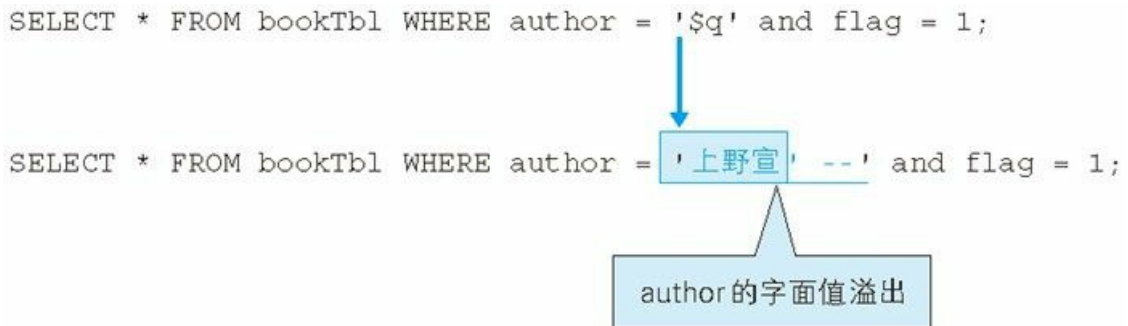 SELECT * FROM bookTbl WHERE author = '$q' and flag = 1;
SELECT * FROM bookTbl WHERE author = '上野宣' --' and flag = 1;
author的字面值溢出